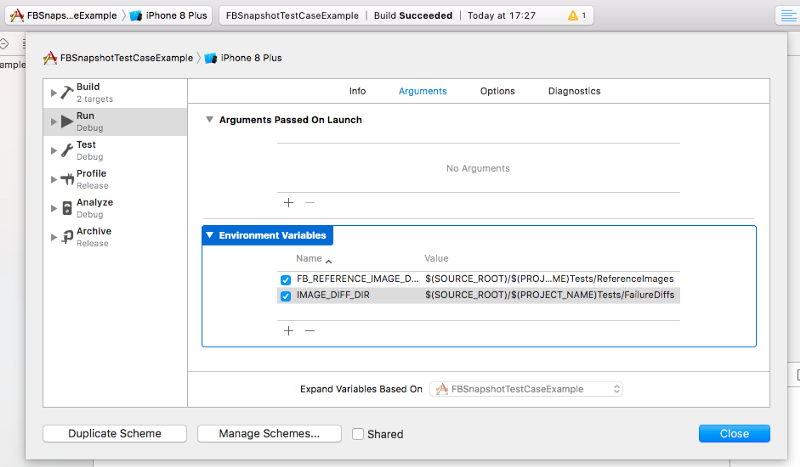 FBSnaps...eExample iPhone 8 Plus FBSnapshotTestCaseExample Build Succeeded Today at 17:27 1
FBSnapshotTestCaseExample iPhone 8 Plus
ample
Build
2 targets
Run
Debug
Test
Debug
Profile
Release
Analyze
Debug
Archive
Release
Info Arguments Options Diagnostics
Arguments Passed On Launch
No Arguments
Environment Variables
Name Value
FB_REFERENCE_IMAGE_D... $(SOURCE_ROOT)/$(PROJ...ME)Tests/ReferenceImages
IMAGE_DIFF_DIR $(SOURCE_ROOT)/$(PROJECT_NAME)Tests/FailureDiffs
Expand Variables Based On FBSnapshotTestCaseExample
Duplicate Scheme Manage Schemes... Shared Close